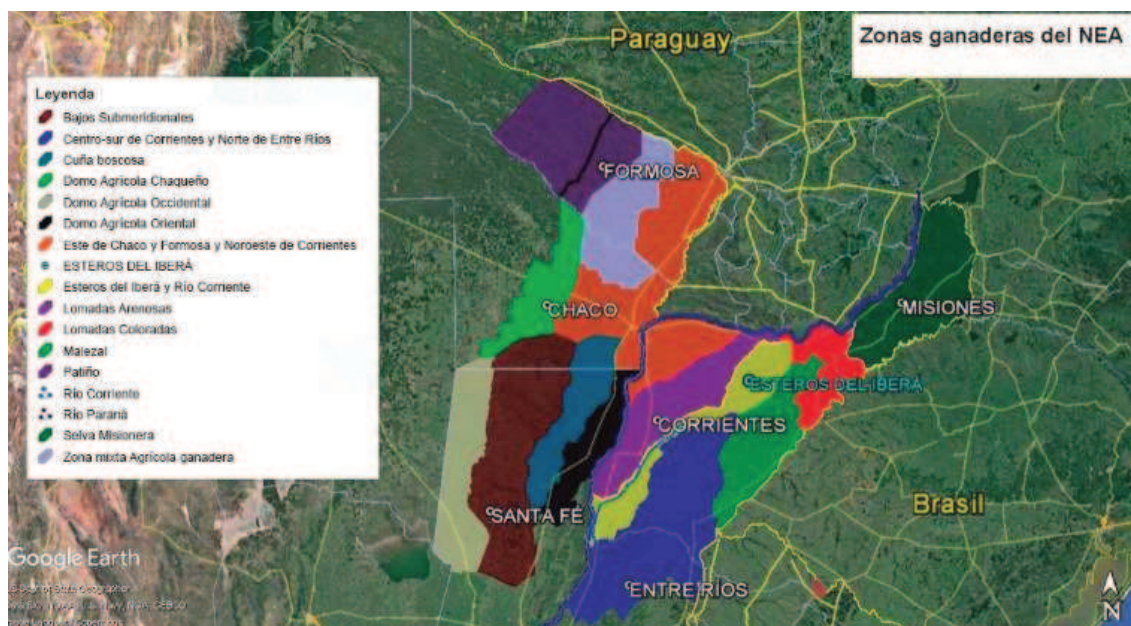 Zonas ganaderas del NEA
Paraguay
Leyenda
Bajos Submeridionales
Centro-sur de Corrientes y Norte de Entre Ríos
Cuña boscosa
Domo Agrícola Chaqueño
Domo Agrícola Occidental
Domo Agrícola Oriental
Este de Chaco y Formosa y Noroeste de Corrientes
ESTEROS DEL IBERÁ
Esteros del Iberá y Río Corriente
Lomadas Arenosas
Lomadas Coloradas
Malezal
Patiño
Río Corriente
Río Paraná
Selva Misionera
Zona mixta Agrícola ganadera
FORMOSA
CHACO
MISIONES
ESTEROS DEL IBERÁ
CORRIENTES
SANTA FÉ
Brasil
ENTRE RÍOS
Google Earth
N